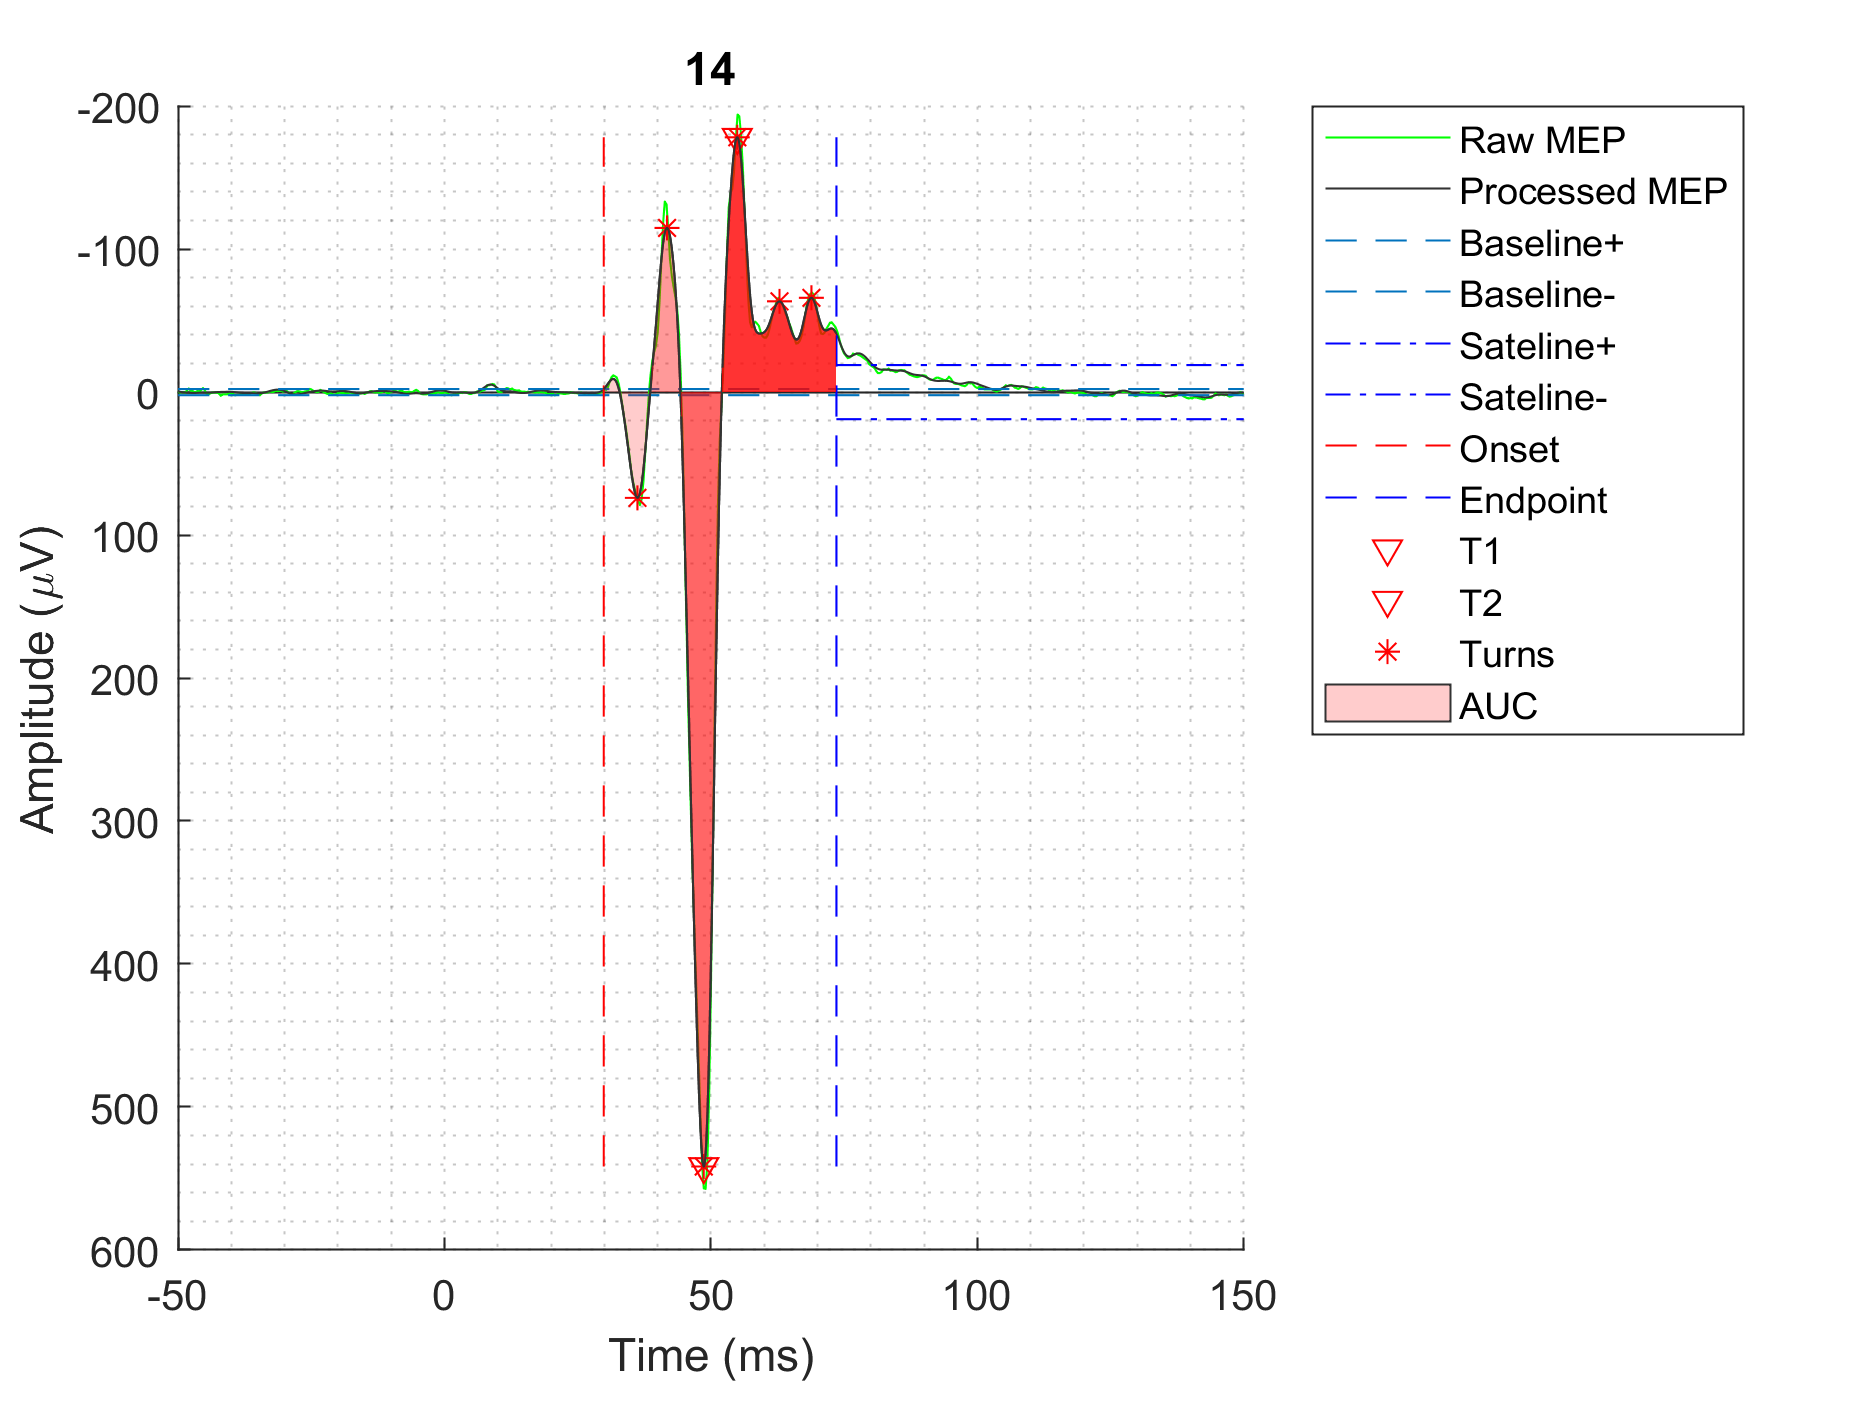 14
-200
-100
0
100
200
300
400
500
600
Amplitude (μV)
-50 0 50 100 150
Time (ms)
Raw MEP
Processed MEP
Baseline+
Baseline-
Sateline+
Sateline-
Onset
Endpoint
T1
T2
Turns
AUC